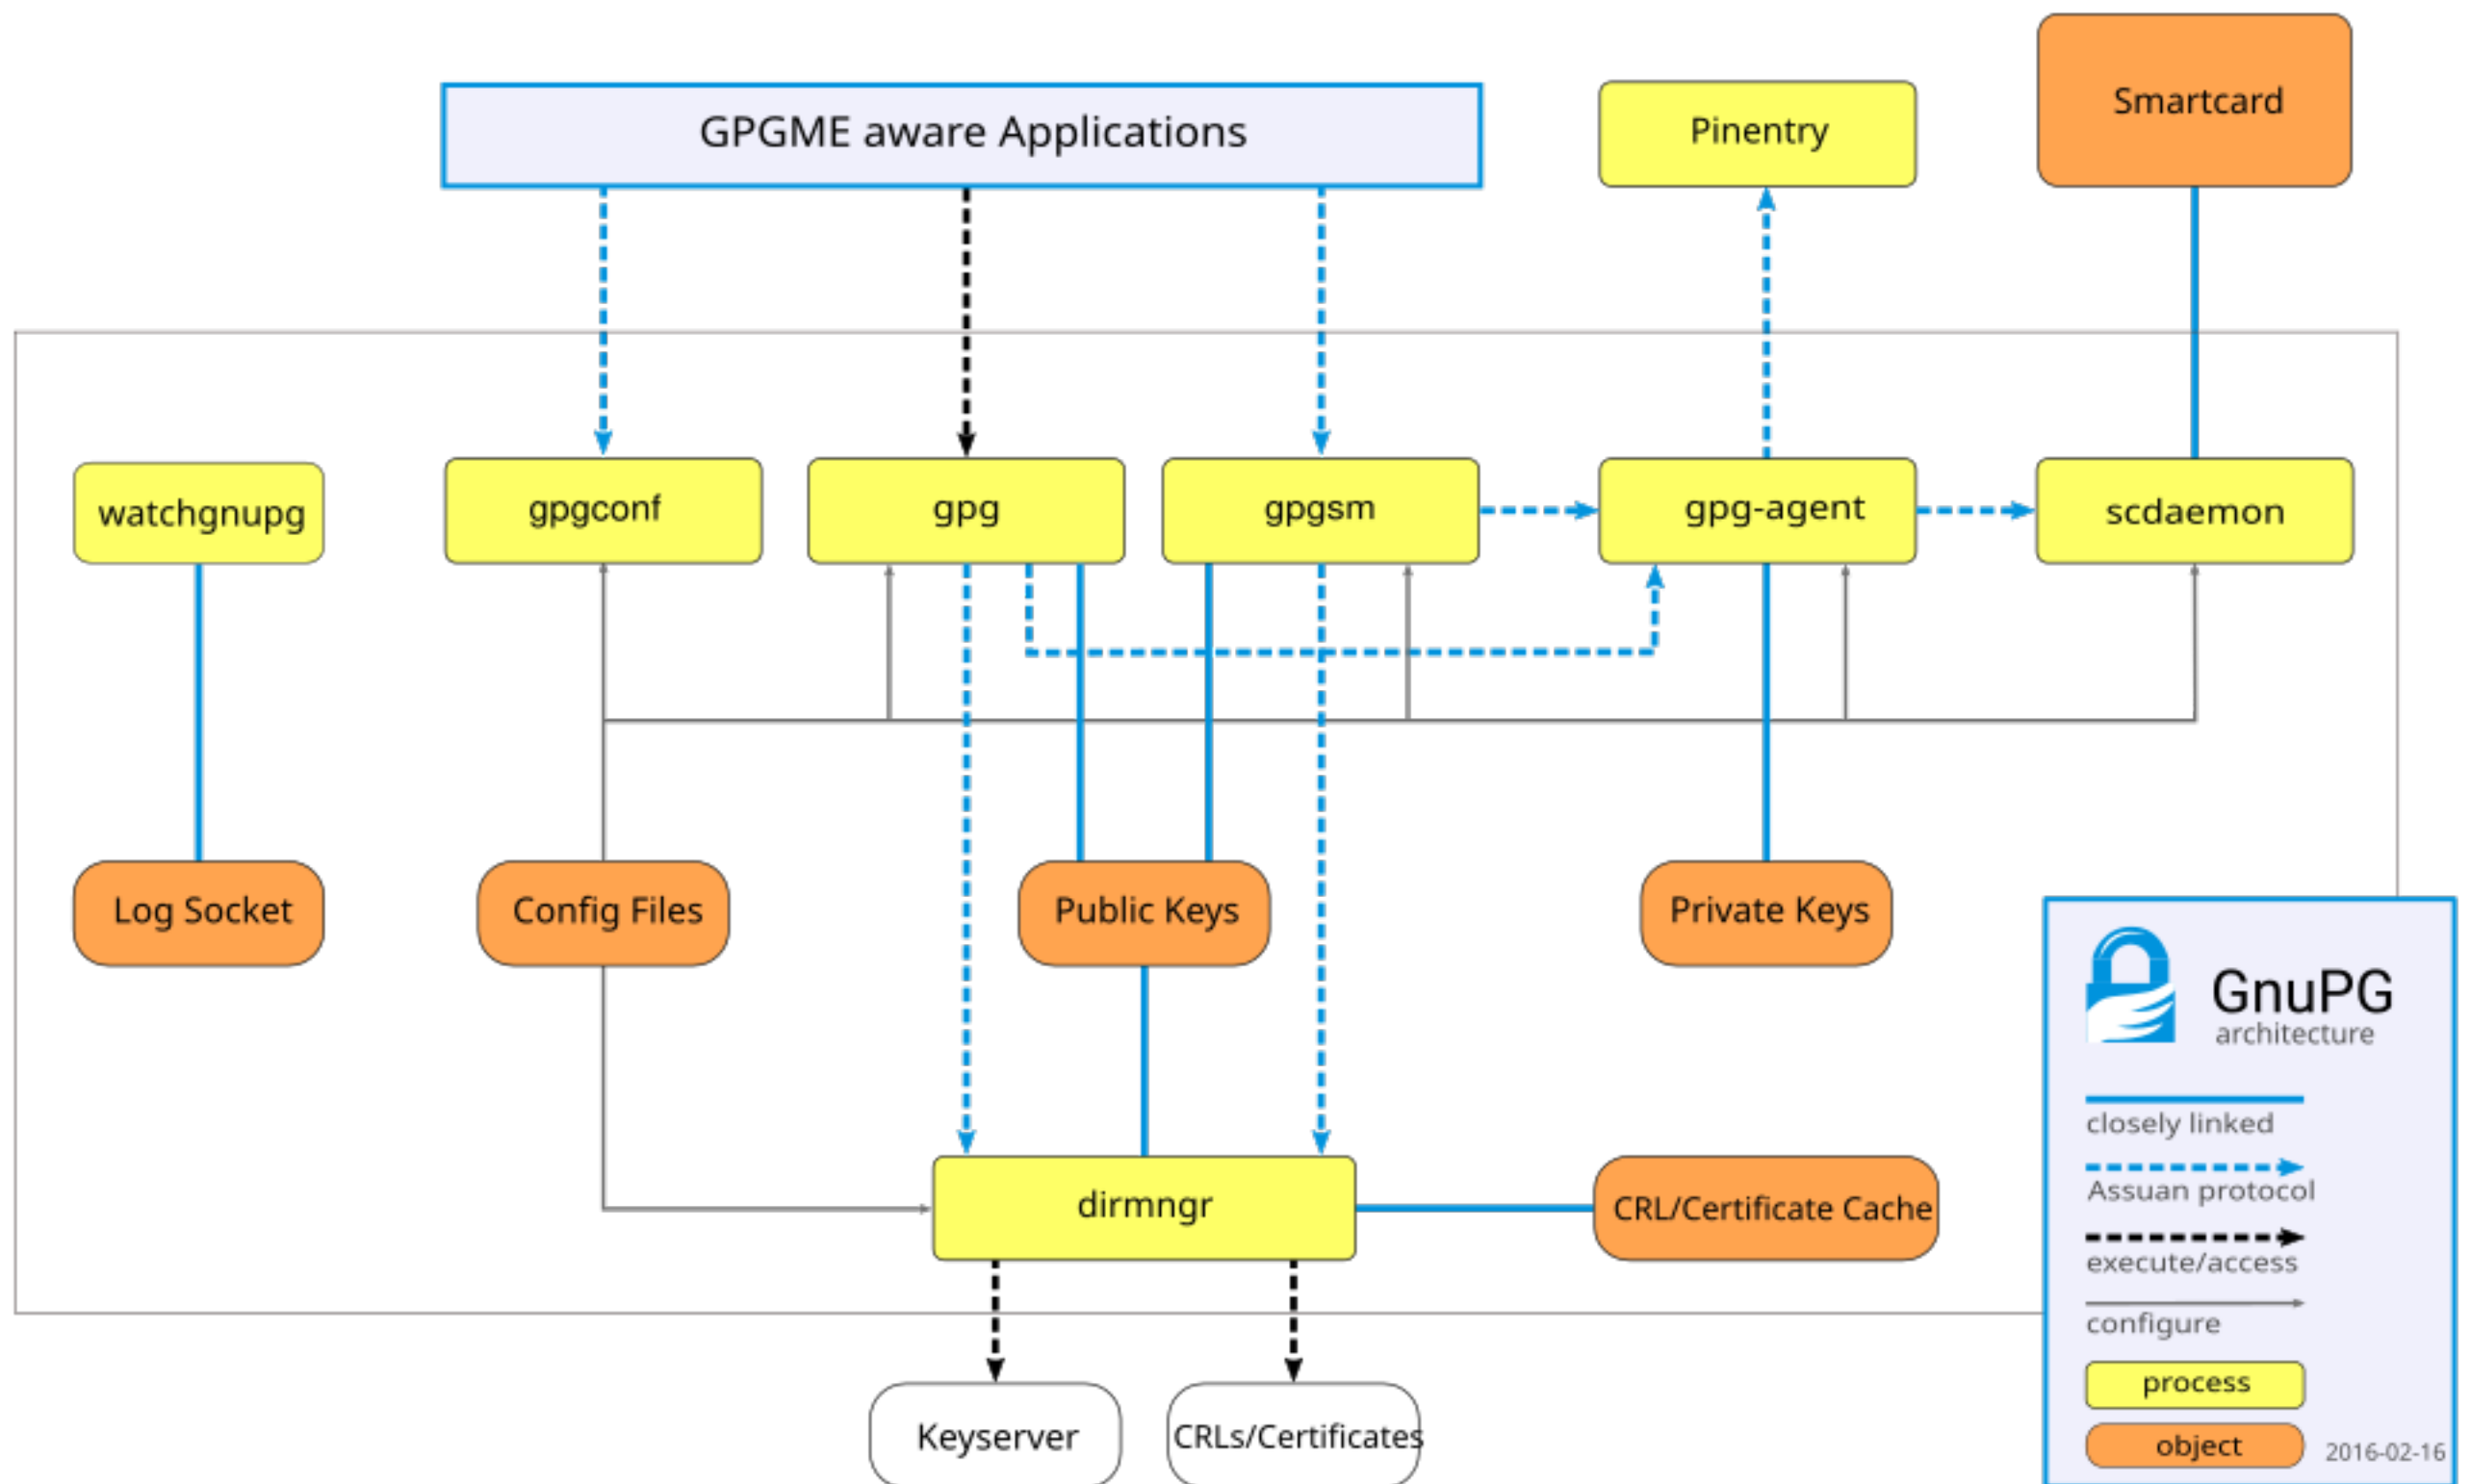 Smartcard
GPGME aware Applications
Pinentry
watchgnupg
gpgconf
gpg
gpgsm
gpg-agent
scdaemon
Log Socket
Config Files
Public Keys
Private Keys
GnuPG
architecture
closely linked
Assuan protocol
execute/access
configure
process
object
2016-02-16
dirmngr
CRL/Certificate Cache
Keyserver
CRLs/Certificates